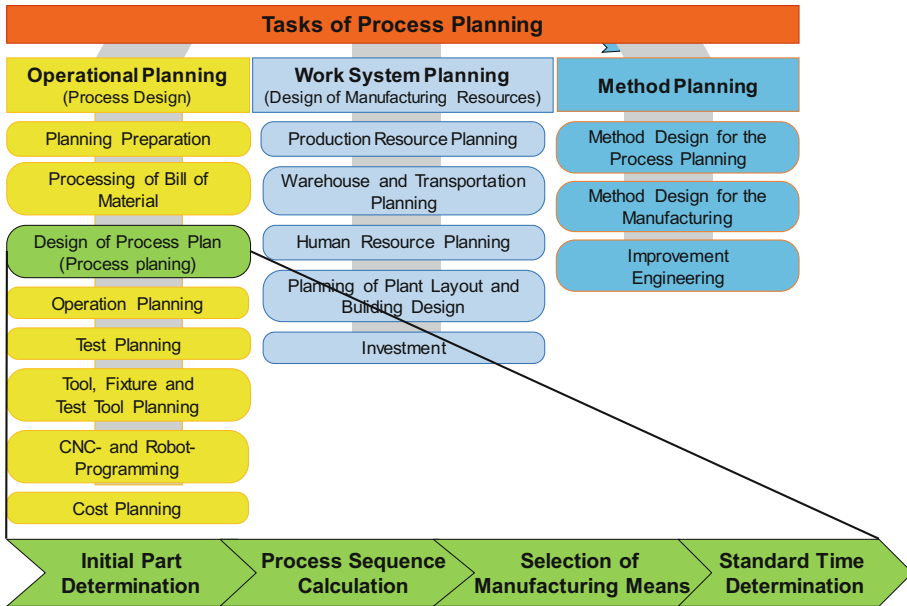 Tasks of Process Planning
Operational Planning
(Process Design)
Planning Preparation
Processing of Bill of
Material
Design of Process Plan
(Process planing)
Operation Planning
Test Planning
Tool, Fixture and
Test Tool Planning
CNC- and Robot-
Programming
Cost Planning
Work System Planning
(Design of Manufacturing Resources)
Production Resource Planning
Warehouse and Transportation
Planning
Human Resource Planning
Planning of Plant Layout and
Building Design
Investment
Method Planning
Method Design for the
Process Planning
Method Design for the
Manufacturing
Improvement
Engineering
Initial Part
Determination
Process Sequence
Calculation
Selection of
Manufacturing Means
Standard Time
Determination